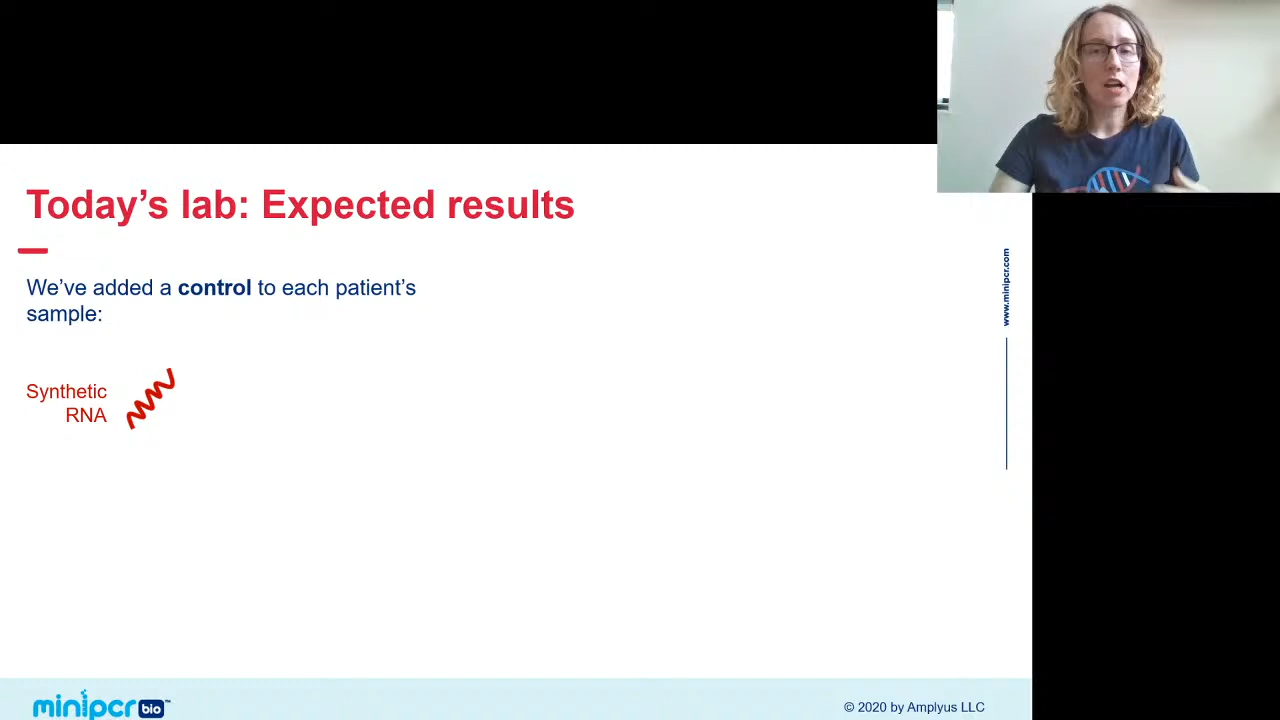 Today's lab: Expected results
We've added a control to each patient's
sample:
Synthetic
RNA
www.minipcr.com
minipcr bio™
© 2020 by Amplyus LLC